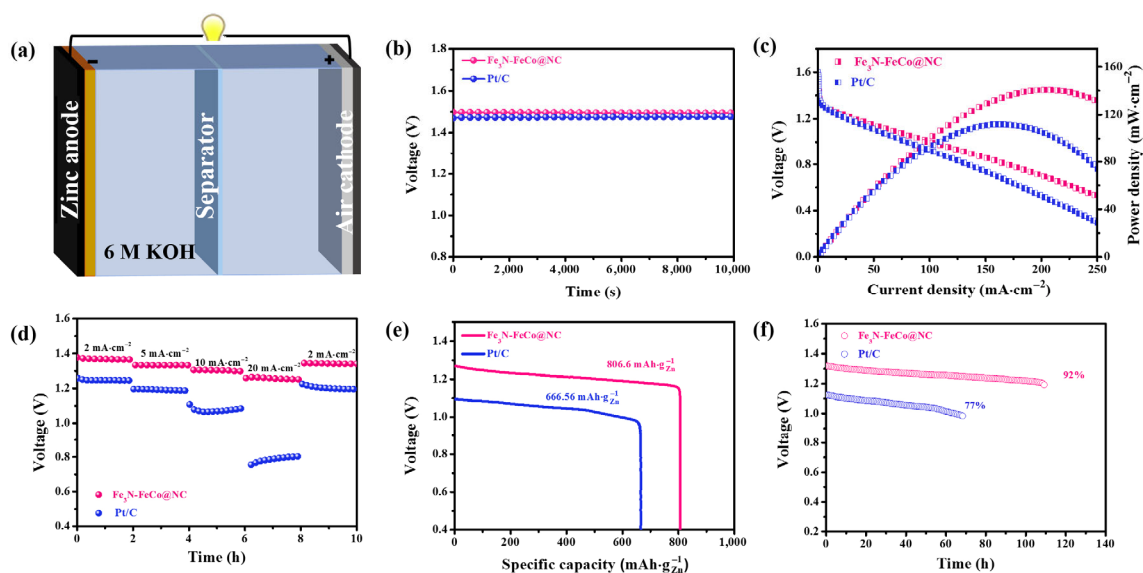 (a)
−
+
Zinc anode
Separator
Air cathode
6 M KOH
(b)
1.8
1.6
1.4
1.2
1.0
0.8
Voltage (V)
Fe₃N-FeCo@NC
Pt/C
0
2,000
4,000
6,000
8,000
10,000
Time (s)
(c)
1.6
1.2
0.8
0.4
0.0
Voltage (V)
Fe₃N-FeCo@NC
Pt/C
160
120
80
40
0
Power density (mW·cm⁻²)
0
50
100
150
200
250
Current density (mA·cm⁻²)
(d)
1.6
1.4
1.2
1.0
0.8
0.6
0.4
Voltage (V)
2 mA·cm⁻²
5 mA·cm⁻²
10 mA·cm⁻²
20 mA·cm⁻²
2 mA·cm⁻²
Fe₃N-FeCo@NC
Pt/C
0
2
4
6
8
10
Time (h)
(e)
1.4
1.2
1.0
0.8
0.6
0.4
Voltage (V)
Fe₃N-FeCo@NC
Pt/C
806.6 mAh·g⁻¹Zn
666.56 mAh·g⁻¹Zn
0
200
400
600
800
1,000
Specific capacity (mAh·g⁻¹Zn)
(f)
1.6
1.4
1.2
1.0
0.8
0.6
0.4
0.2
Voltage (V)
Fe₃N-FeCo@NC
Pt/C
92%
77%
0
20
40
60
80
100
120
140
Time (h)